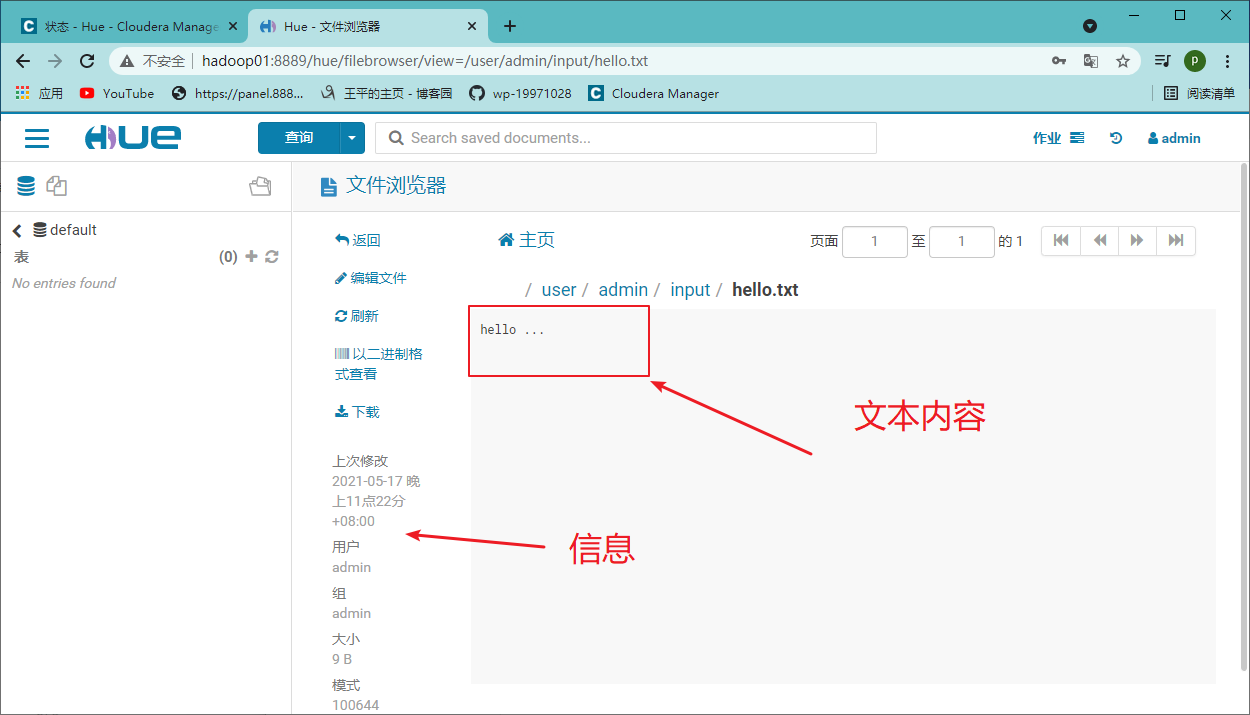 状态 - Hue - Cloudera Manage
Hue - 文件浏览器
不安全 hadoop01:8889/hue/filebrowser/view=/user/admin/input/hello.txt
P
应用 YouTube https://panel.888... 王平的主页 - 博客园 wp-19971028 Cloudera Manager 阅读清单
HUE 查询 Search saved documents... 作业 admin
文件浏览器
default
表 (0)
No entries found
返回
编辑文件
刷新
以二进制格
式查看
下载
上次修改
2021-05-17 晚
上11点22分
+08:00
用户
admin
组
admin
大小
9 B
模式
100644
主页 页面 1 至 1 的 1
/ user / admin / input / hello.txt
hello ...
文本内容
信息